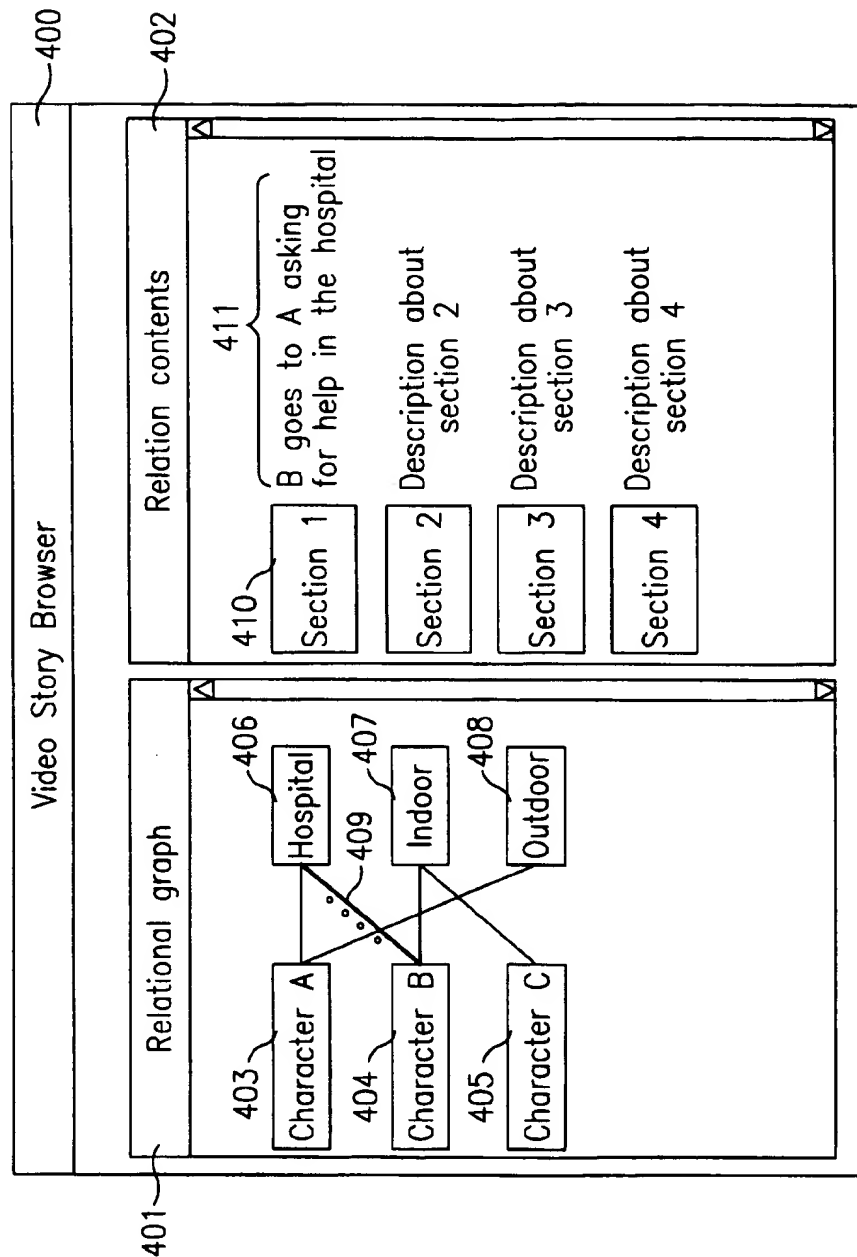 Video Story Browser
400
401
Relational graph
403
Character A
404
Character B
405
Character C
406
Hospital
409
407
Indoor
408
Outdoor
402
Relation contents
411
410
Section 1
B goes to A asking
for help in the hospital
Section 2
Description about
section 2
Section 3
Description about
section 3
Section 4
Description about
section 4